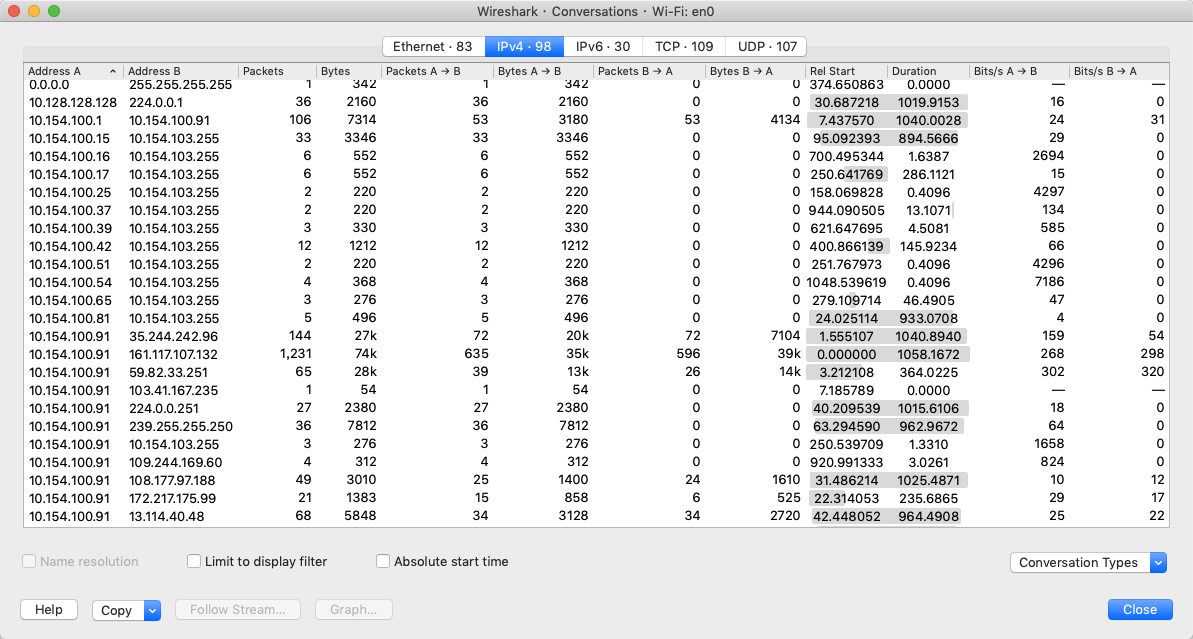 Wireshark · Conversations · Wi-Fi: en0
Ethernet · 83 IPv4 · 98 IPv6 · 30 TCP · 109 UDP · 107
Address A Address B Packets Bytes Packets A → B Bytes A → B Packets B → A Bytes B → A Rel Start Duration Bits/s A → B Bits/s B → A
0.0.0.0 255.255.255.255 1 342 1 342 0 0 374.650863 0.0000 — —
10.128.128.128 224.0.0.1 36 2160 36 2160 0 0 30.687218 1019.9153 16 0
10.154.100.1 10.154.100.91 106 7314 53 3180 53 4134 7.437570 1040.0028 24 31
10.154.100.15 10.154.103.255 33 3346 33 3346 0 0 95.092393 894.5666 29 0
10.154.100.16 10.154.103.255 6 552 6 552 0 0 700.495344 1.6387 2694 0
10.154.100.17 10.154.103.255 6 552 6 552 0 0 250.641769 286.1121 15 0
10.154.100.25 10.154.103.255 2 220 2 220 0 0 158.069828 0.4096 4297 0
10.154.100.37 10.154.103.255 2 220 2 220 0 0 944.090505 13.1071 134 0
10.154.100.39 10.154.103.255 3 330 3 330 0 0 621.647695 4.5081 585 0
10.154.100.42 10.154.103.255 12 1212 12 1212 0 0 400.866139 145.9234 66 0
10.154.100.51 10.154.103.255 2 220 2 220 0 0 251.767973 0.4096 4296 0
10.154.100.54 10.154.103.255 4 368 4 368 0 0 1048.539619 0.4096 7186 0
10.154.100.65 10.154.103.255 3 276 3 276 0 0 279.109714 46.4905 47 0
10.154.100.81 10.154.103.255 5 496 5 496 0 0 24.025114 933.0708 4 0
10.154.100.91 35.244.242.96 144 27k 72 20k 72 7104 1.555107 1040.8940 159 54
10.154.100.91 161.117.107.132 1,231 74k 635 35k 596 39k 0.000000 1058.1672 268 298
10.154.100.91 59.82.33.251 65 28k 39 13k 26 14k 3.212108 364.0225 302 320
10.154.100.91 103.41.167.235 1 54 1 54 0 0 7.185789 0.0000 — —
10.154.100.91 224.0.0.251 27 2380 27 2380 0 0 40.209539 1015.6106 18 0
10.154.100.91 239.255.255.250 36 7812 36 7812 0 0 63.294590 962.9672 64 0
10.154.100.91 10.154.103.255 3 276 3 276 0 0 250.539709 1.3310 1658 0
10.154.100.91 109.244.169.60 4 312 4 312 0 0 920.991333 3.0261 824 0
10.154.100.91 108.177.97.188 49 3010 25 1400 24 1610 31.486214 1025.4871 10 12
10.154.100.91 172.217.175.99 21 1383 15 858 6 525 22.314053 235.6865 29 17
10.154.100.91 13.114.40.48 68 5848 34 3128 34 2720 42.448052 964.4908 25 22
Name resolution Limit to display filter Absolute start time Conversation Types
Help Copy Follow Stream... Graph... Close